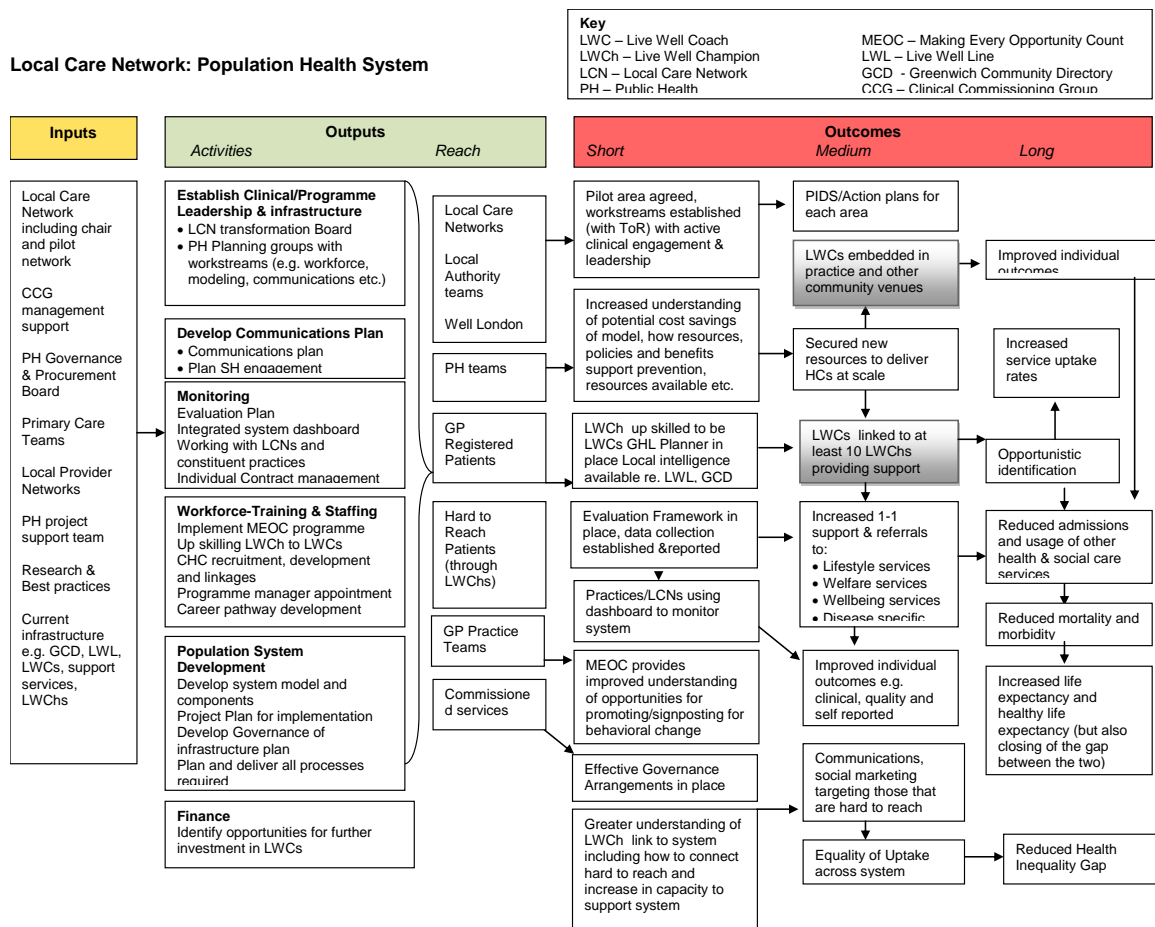 Local Care Network: Population Health System
Key
LWC – Live Well Coach
LWCh – Live Well Champion
LCN – Local Care Network
PH – Public Health
MEOC – Making Every Opportunity Count
LWL – Live Well Line
GCD  - Greenwich Community Directory
CCG – Clinical Commissioning Group
Inputs
Outputs
Activities
Reach
Outcomes
Short
Medium
Long
Local Care
Network
including chair
and pilot
network
CCG
management
support
PH Governance
& Procurement
Board
Primary Care
Teams
Local Provider
Networks
PH project
support team
Research &
Best practices
Current
infrastructure
e.g. GCD, LWL,
LWCs, support
services,
LWChs
Establish Clinical/Programme
Leadership & infrastructure
• LCN transformation Board
• PH Planning groups with
workstreams (e.g. workforce,
modeling, communications etc.)
Develop Communications Plan
• Communications plan
• Plan SH engagement
Monitoring
Evaluation Plan
Integrated system dashboard
Working with LCNs and
constituent practices
Individual Contract management
Workforce-Training & Staffing
Implement MEOC programme
Up skilling LWCh to LWCs
CHC recruitment, development
and linkages
Programme manager appointment
Career pathway development
Population System
Development
Develop system model and
components
Project Plan for implementation
Develop Governance of
infrastructure plan
Plan and deliver all processes
required
Finance
Identify opportunities for further
investment in LWCs
Local Care
Networks
Local
Authority
teams
Well London
PH teams
GP
Registered
Patients
Hard to
Reach
Patients
(through
LWChs)
GP Practice
Teams
Commissione
d services
Pilot area agreed,
workstreams established
(with ToR) with active
clinical engagement &
leadership
Increased understanding
of potential cost savings
of model, how resources,
policies and benefits
support prevention,
resources available etc.
LWCh  up skilled to be
LWCs GHL Planner in
place Local intelligence
available re. LWL, GCD
Evaluation Framework in
place, data collection
established &reported
Practices/LCNs using
dashboard to monitor
system
MEOC provides
improved understanding
of opportunities for
promoting/signposting for
behavioral change
Effective Governance
Arrangements in place
Greater understanding of
LWCh  link to system
including how to connect
hard to reach and
increase in capacity to
support system
PIDS/Action plans for
each area
LWCs embedded in
practice and other
community venues
Secured new
resources to deliver
HCs at scale
LWCs linked to at
least 10 LWChs
providing support
Increased 1-1
support & referrals
to:
• Lifestyle services
• Welfare services
• Wellbeing services
• Disease specific
Improved individual
outcomes e.g.
clinical, quality and
self reported
Communications,
social marketing
targeting those that
are hard to reach
Equality of Uptake
across system
Improved individual
outcomes
Increased
service uptake
rates
Opportunistic
identification
Reduced admissions
and usage of other
health & social care
services
Reduced mortality and
morbidity
Increased life
expectancy and
healthy life
expectancy (but also
closing of the gap
between the two)
Reduced Health
Inequality Gap